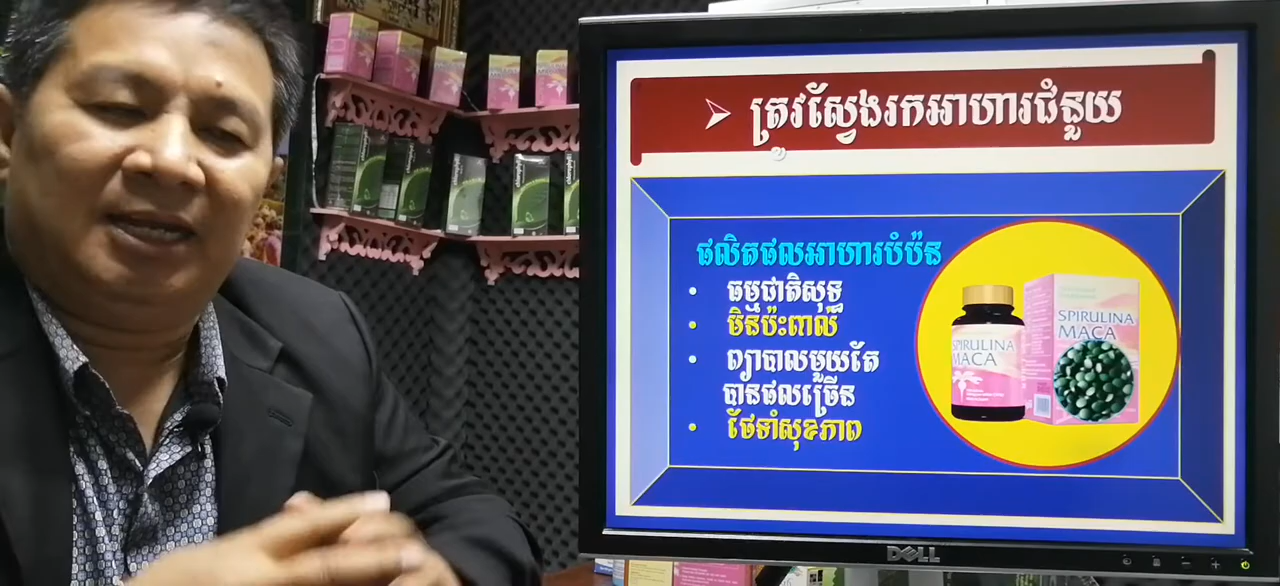 ➢ ត្រូវស្វែងរកអាហារជំនួយ
ផលិតផលអាហារបំប៉ន
• ធម្មជាតិសុទ្ធ
• មិនប៉ះពាល់
• ព្យាបាលមួយតែ
បានផលច្រើន
• ថែទាំសុខភាព
SPIRULINA
MACA
SPIRULINA
MACA
DELL